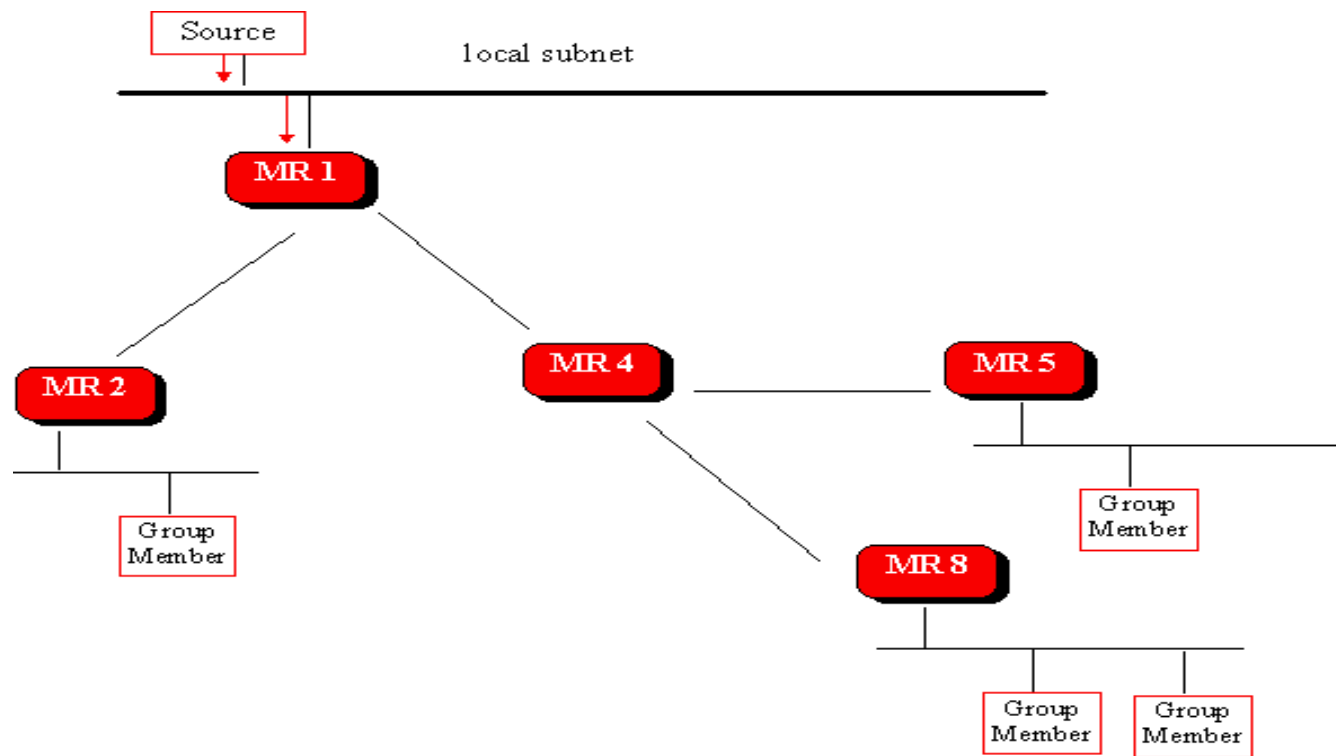 Source
local subnet
MR 1
MR 2
MR 4
MR 5
Group
Member
Group
Member
MR 8
Group
Member
Group
Member